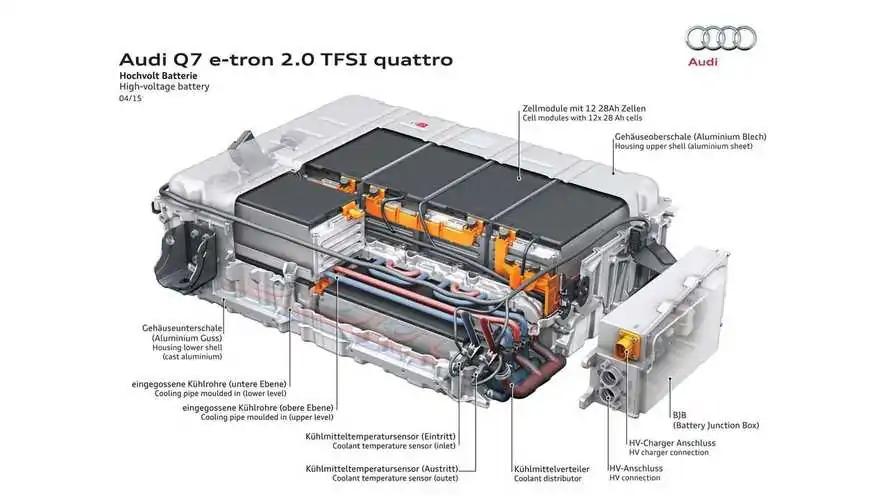 Audi Q7 e-tron 2.0 TFSI quattro
Hochvolt Batterie
High-voltage battery
04/15
Audi
Zellmodule mit 12 28Ah Zellen
Cell modules with 12x 28 Ah cells
Gehäuseoberschale (Aluminium Blech)
Housing upper shell (aluminium sheet)
Gehäuseunterschale
(Aluminium Guss)
Housing lower shell
(cast aluminium)
eingegossene Kühlrohre (untere Ebene)
Cooling pipe moulded in (lower level)
eingegossene Kühlrohre (obere Ebene)
Cooling pipe moulded in (upper level)
Kühlmitteltemperatursensor (Eintritt)
Coolant temperature sensor (inlet)
Kühlmitteltemperatursensor (Austritt)
Coolant temperature sensor (outet)
Kühlmittelverteiler
Coolant distributor
HV-Anschluss
HV connection
HV-Charger Anschluss
HV charger connection
BJB
(Battery Junction Box)